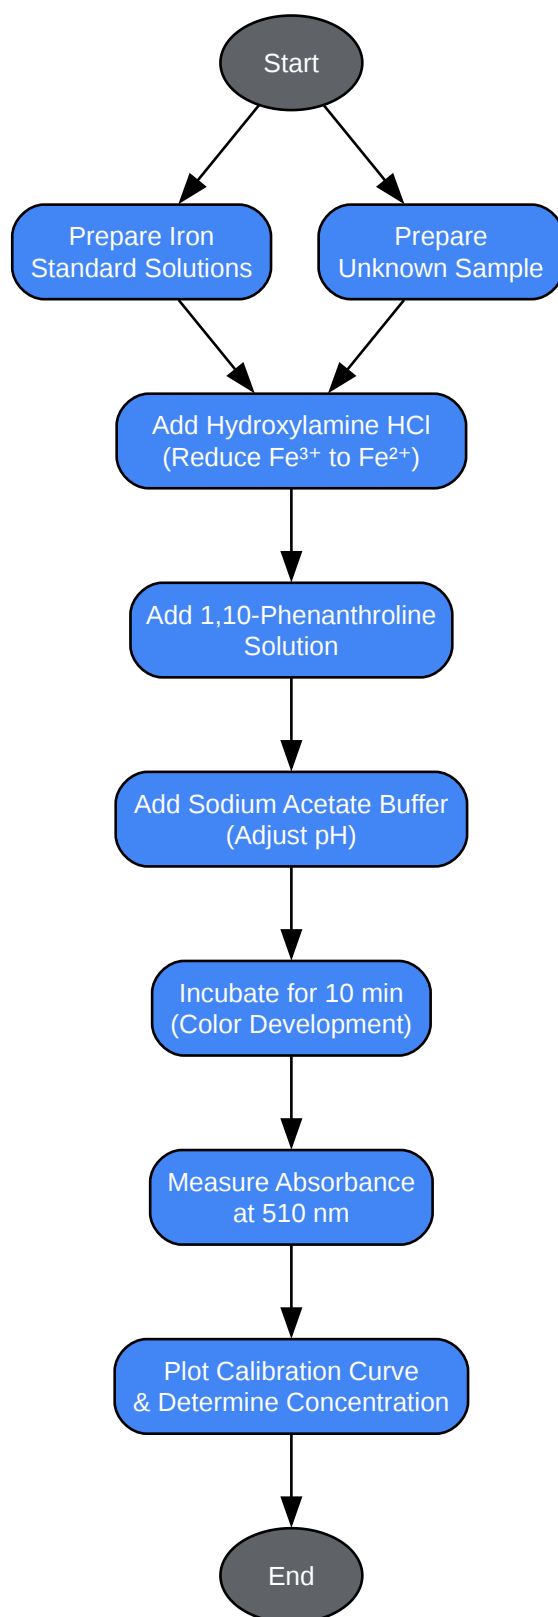 Start
Prepare Iron
Standard Solutions
Prepare
Unknown Sample
Add Hydroxylamine HCl
(Reduce Fe³⁺ to Fe²⁺)
Add 1,10-Phenanthroline
Solution
Add Sodium Acetate Buffer
(Adjust pH)
Incubate for 10 min
(Color Development)
Measure Absorbance
at 510 nm
Plot Calibration Curve
& Determine Concentration
End